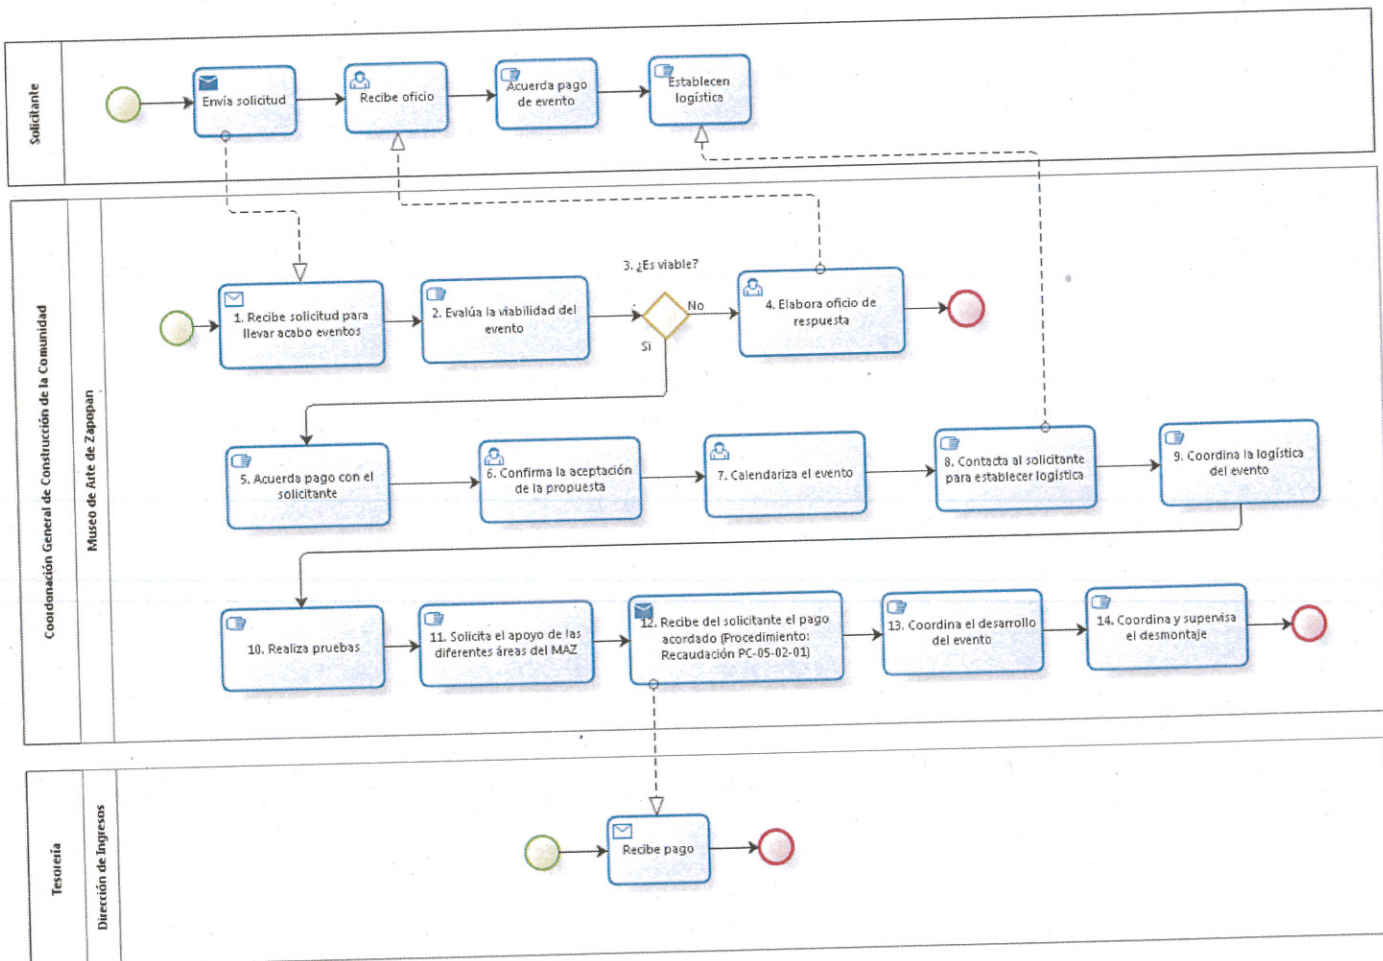 Solicitante
Envía solicitud
Recibe oficio
Acuerda pago
de evento
Establecen
logística
Coordonación General de Construcción de la Comunidad
Museo de Arte de Zapopan
1. Recibe solicitud para
llevar acabo eventos
2. Evalúa la viabilidad del
evento
3. ¿Es viable?
No
Si
4. Elabora oficio de
respuesta
5. Acuerda pago con el
solicitante
6. Confirma la aceptación
de la propuesta
7. Calendariza el evento
8. Contacta al solicitante
para establecer logística
9. Coordina la logística
del evento
10. Realiza pruebas
11. Solicita el apoyo de las
diferentes áreas del MAZ
12. Recibe del solicitante el pago
acordado (Procedimiento:
Recaudación PC-05-02-01)
13. Coordina el desarrollo
del evento
14. Coordina y supervisa
el desmontaje
Tesorería
Dirección de Ingresos
Recibe pago